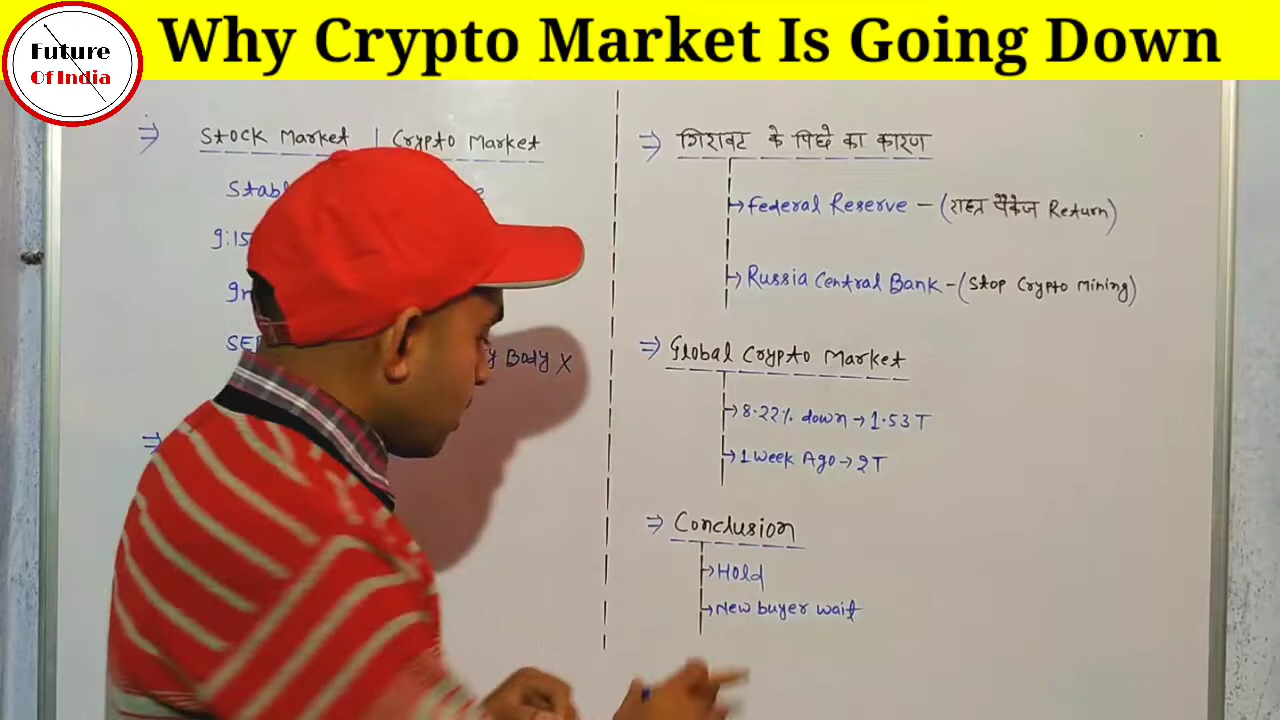 Future
Of India
Why Crypto Market Is Going Down
⇒ Stock Market | Crypto Market
9:15
Body X
⇒ गिरावट के पिछे का कारण
→ Federal Reserve – (राहत पैकेज Return)
→ Russia Central Bank – (Stop Crypto Mining)
⇒ Global Crypto Market
→ 8.22% down → 1.53 T
→ 1 Week Ago → 2 T
⇒ Conclusion
→ Hold
→ New buyer wait